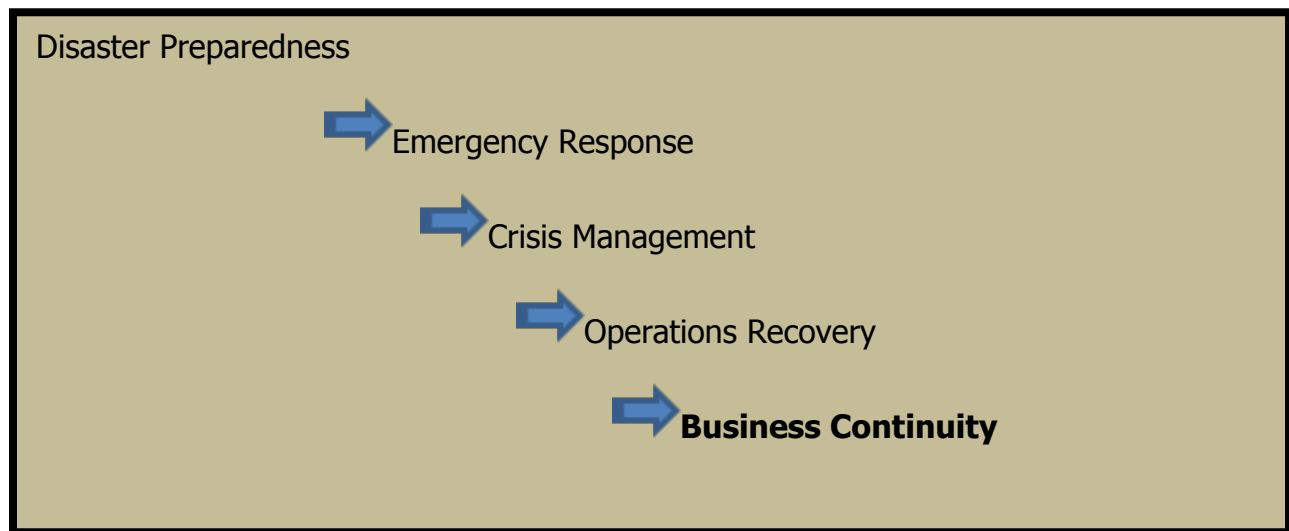 Disaster Preparedness
Emergency Response
Crisis Management
Operations Recovery
Business Continuity